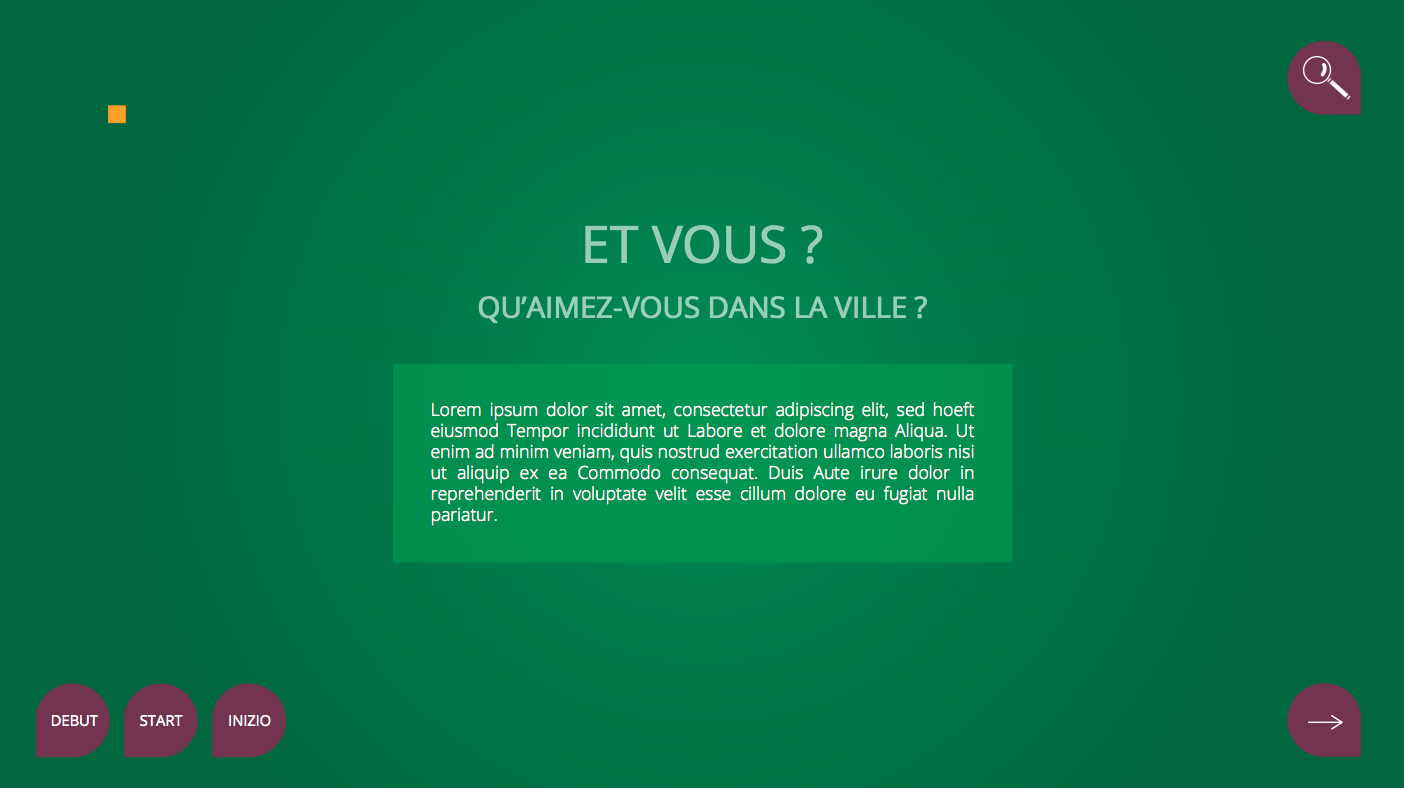 ET VOUS ?
QU’AIMEZ-VOUS DANS LA VILLE ?
Lorem ipsum dolor sit amet, consectetur adipiscing elit, sed hoeft
eiusmod Tempor incididunt ut Labore et dolore magna Aliqua. Ut
enim ad minim veniam, quis nostrud exercitation ullamco laboris nisi
ut aliquip ex ea Commodo consequat. Duis Aute irure dolor in
reprehenderit in voluptate velit esse cillum dolore eu fugiat nulla
pariatur.
DEBUT
START
INIZIO